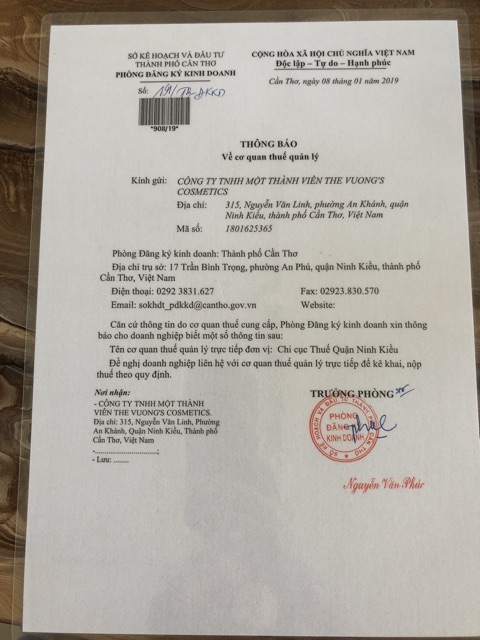 SỞ KẾ HOẠCH VÀ ĐẦU TƯ
THÀNH PHỐ CẦN THƠ
PHÒNG ĐĂNG KÝ KINH DOANH
CỘNG HÒA XÃ HỘI CHỦ NGHĨA VIỆT NAM
Độc lập – Tự do – Hạnh phúc
Số: 191/TB-ĐKKD
Cần Thơ, ngày 08 tháng 01 năm 2019
*908/19*
THÔNG BÁO
Về cơ quan thuế quản lý
Kính gửi: CÔNG TY TNHH MỘT THÀNH VIÊN THE VUONG'S
COSMETICS
Địa chỉ: 315, Nguyễn Văn Linh, phường An Khánh, quận
Ninh Kiều, thành phố Cần Thơ, Việt Nam
Mã số: 1801625365
Phòng Đăng ký kinh doanh: Thành phố Cần Thơ
Địa chỉ trụ sở: 17 Trần Bình Trọng, phường An Phú, quận Ninh Kiều, thành phố
Cần Thơ, Việt Nam
Điện thoại: 0292 3831.627 Fax: 02923.830.570
Email: sokhdt_pdkkd@cantho.gov.vn Website:
Căn cứ thông tin do cơ quan thuế cung cấp, Phòng Đăng ký kinh doanh xin thông
báo cho doanh nghiệp biết một số thông tin sau:
Tên cơ quan thuế quản lý trực tiếp đơn vị: Chi cục Thuế Quận Ninh Kiều
Đề nghị doanh nghiệp liên hệ với cơ quan thuế quản lý trực tiếp để kê khai, nộp
thuế theo quy định.
Nơi nhận:
- CÔNG TY TNHH MỘT THÀNH
VIÊN THE VUONG'S COSMETICS.
Địa chỉ: 315, Nguyễn Văn Linh, Phường
An Khánh, Quận Ninh Kiều, Thành phố
Cần Thơ, Việt Nam
-......................;
- Lưu: ........
TRƯỞNG PHÒNG
SỞ KẾ HOẠCH VÀ ĐẦU TƯ THÀNH PHỐ CẦN THƠ
PHÒNG
ĐĂNG KÝ
KINH DOANH
Nguyễn Văn Phúc